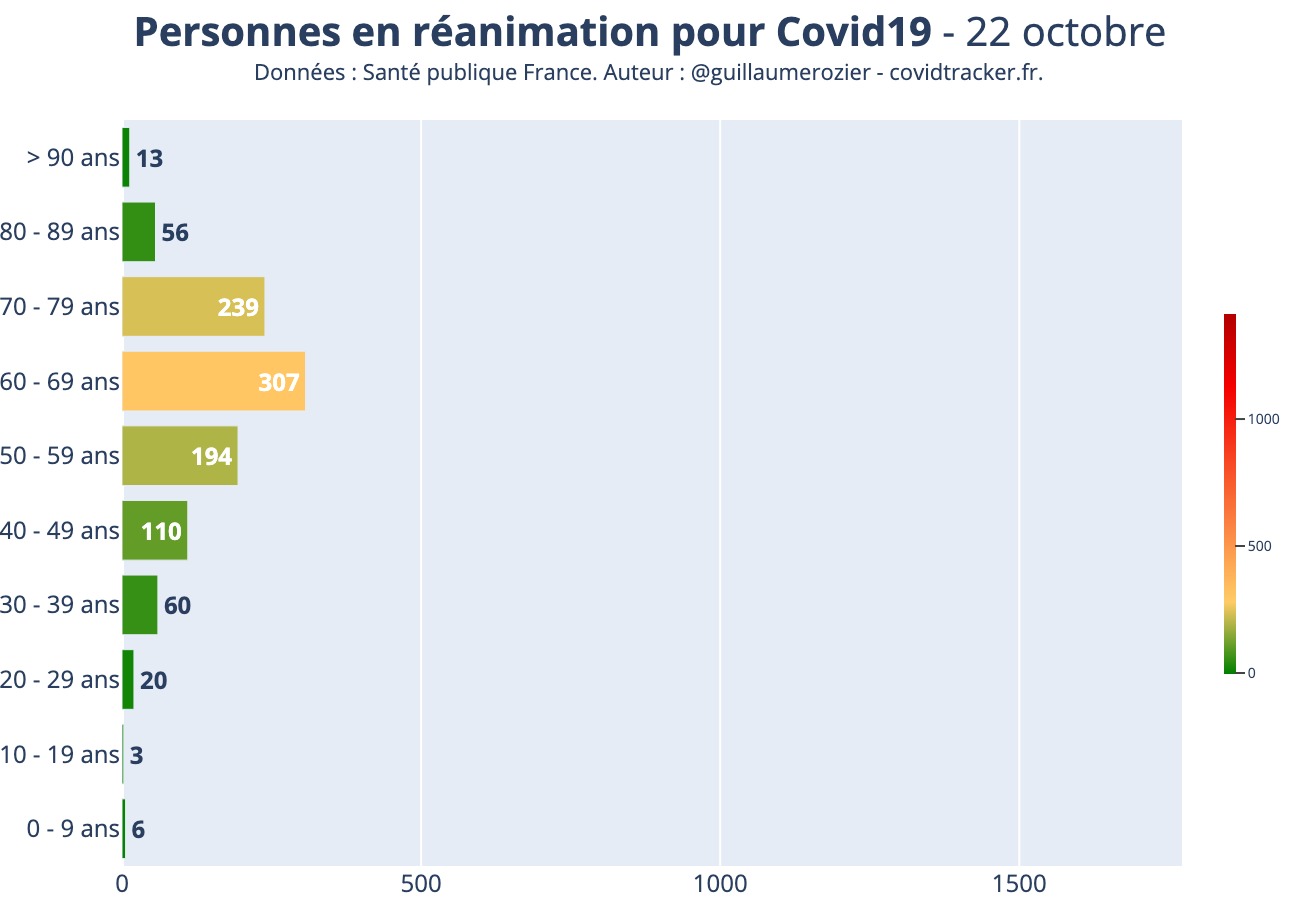 Personnes en réanimation pour Covid19 - 22 octobre
Données : Santé publique France. Auteur : @guillaumerozier - covidtracker.fr.
> 90 ans 13
80 - 89 ans 56
70 - 79 ans 239
60 - 69 ans 307
50 - 59 ans 194
40 - 49 ans 110
30 - 39 ans 60
20 - 29 ans 20
10 - 19 ans 3
0 - 9 ans 6
0 500 1000 1500
1000
500
0